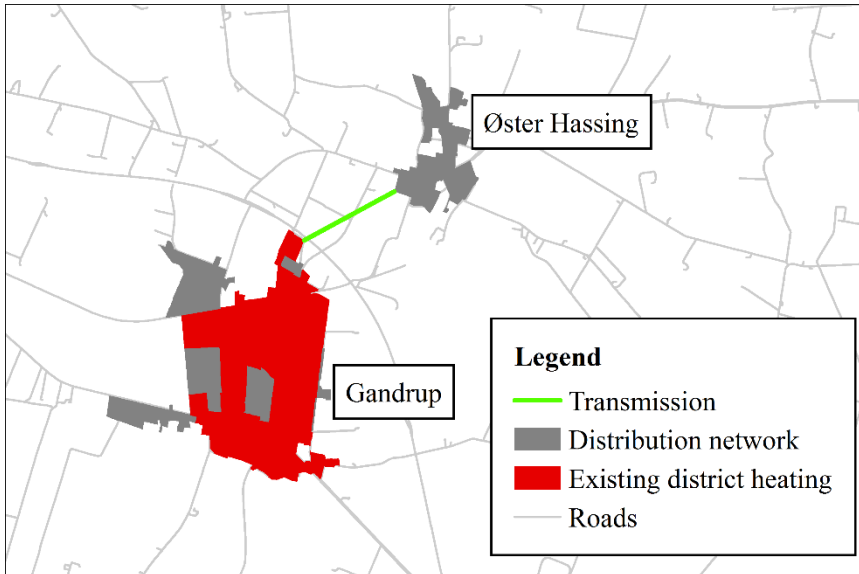 Øster Hassing
Gandrup
Legend
Transmission
Distribution network
Existing district heating
Roads